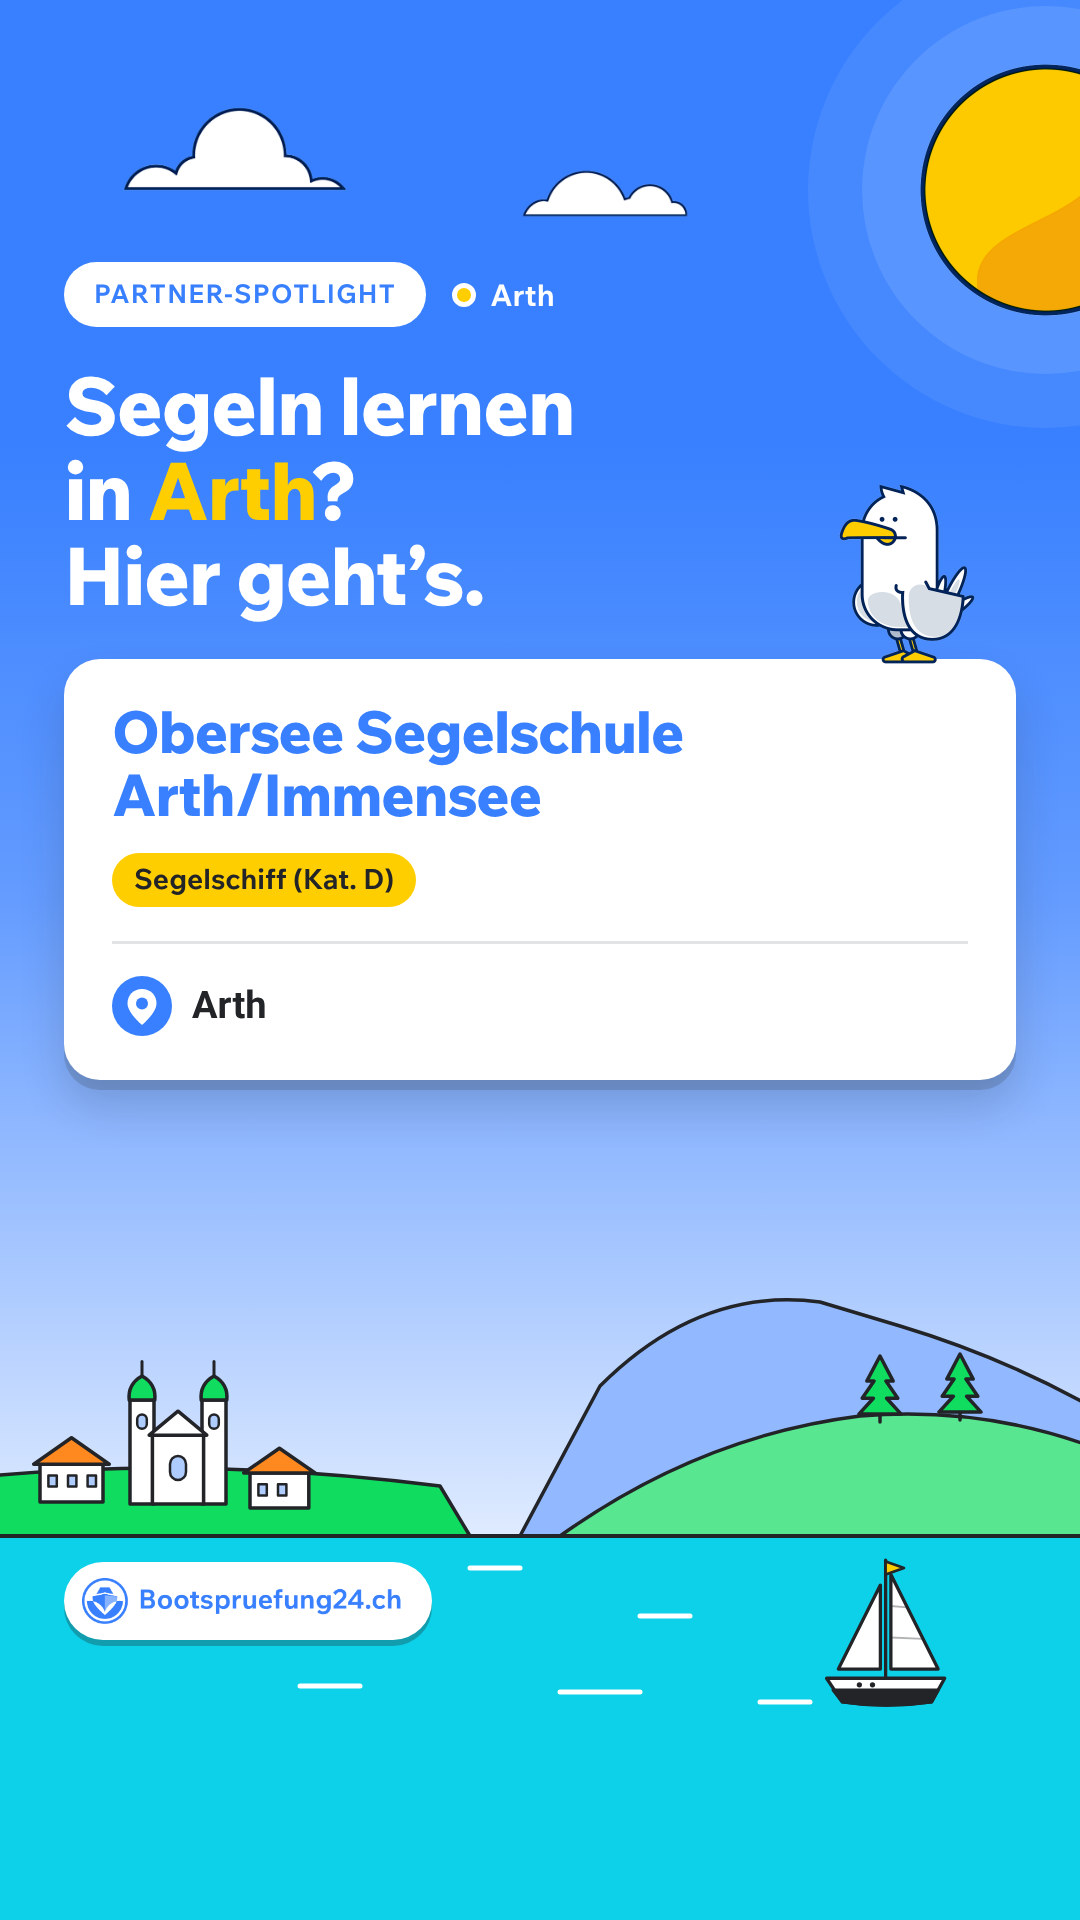 PARTNER-SPOTLIGHT
Arth
Segeln lernen
in Arth?
Hier geht’s.
Obersee Segelschule
Arth/Immensee
Segelschiff (Kat. D)
Arth
Bootspruefung24.ch